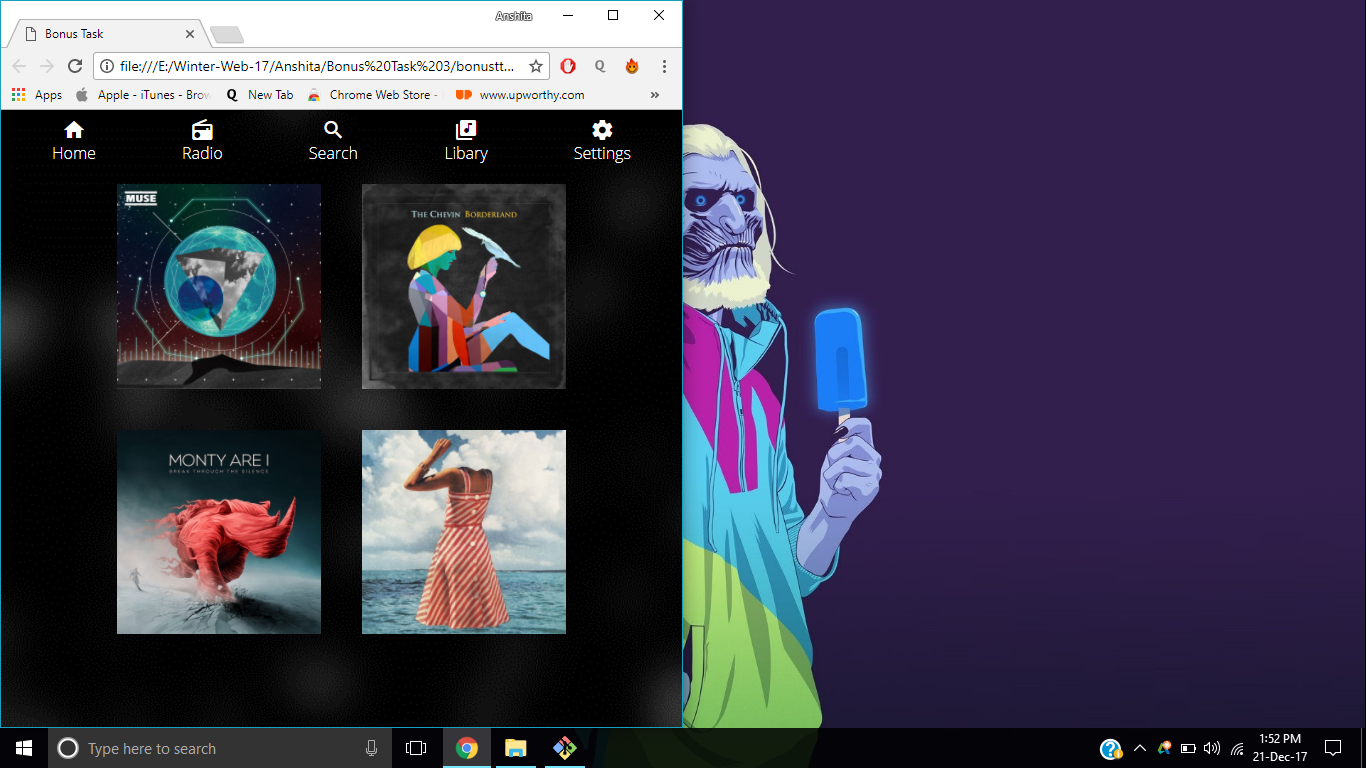 Anshita
Bonus Task
file:///E:/Winter-Web-17/Anshita/Bonus%20Task%203/bonustt...
Apps Apple - iTunes - Brow Q New Tab Chrome Web Store - UP www.upworthy.com »
Home Radio Search Libary Settings
MUSE
THE CHEVIN BORDERLAND
MONTY ARE I
BREAK THROUGH THE SILENCE
Type here to search
1:52 PM
21-Dec-17